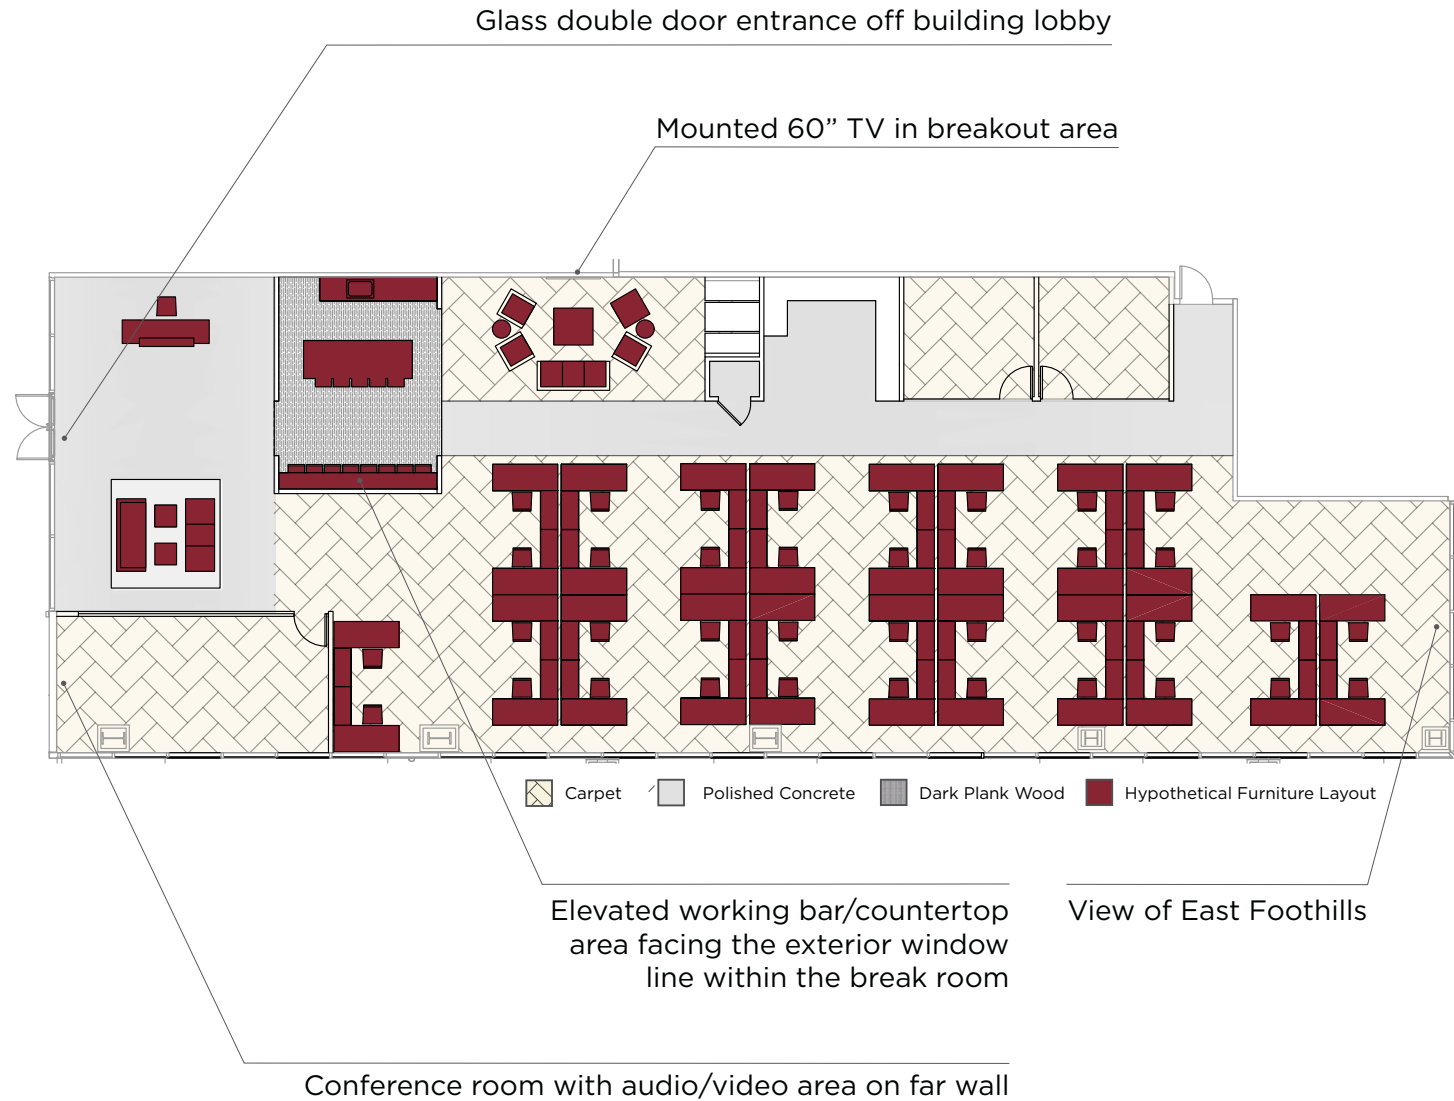 Glass double door entrance off building lobby
Mounted 60” TV in breakout area
Carpet
Polished Concrete
Dark Plank Wood
Hypothetical Furniture Layout
Elevated working bar/countertop
area facing the exterior window
line within the break room
View of East Foothills
Conference room with audio/video area on far wall